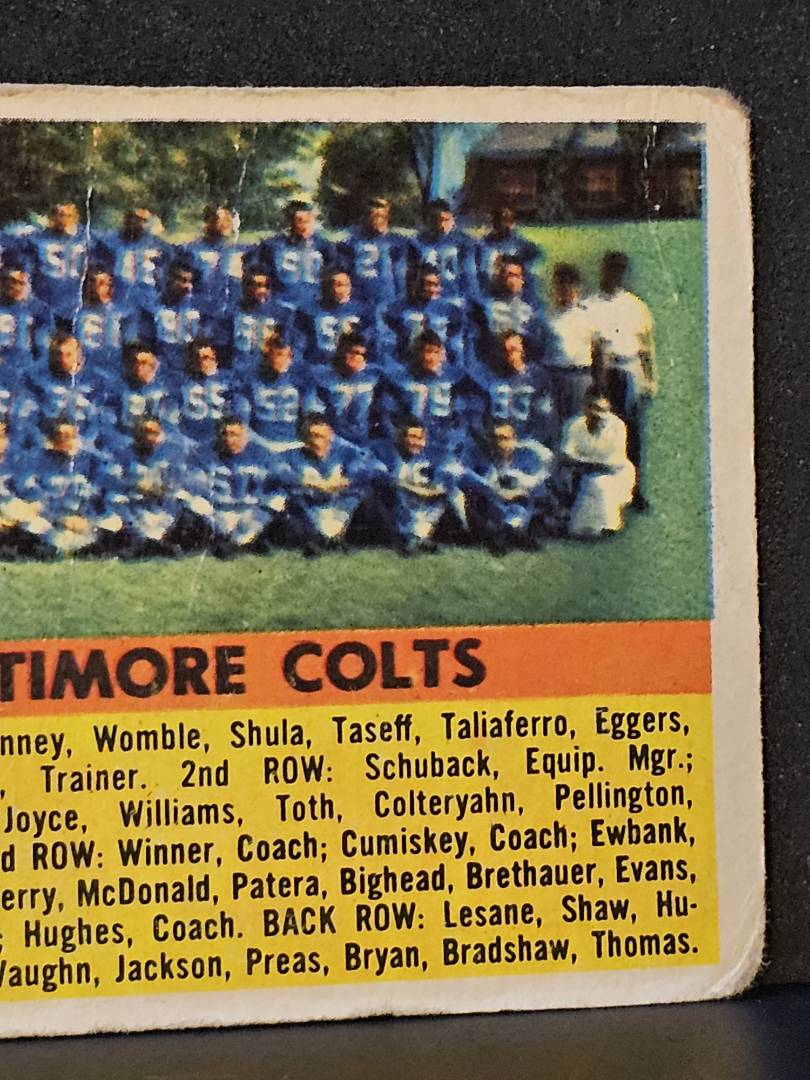 TIMORE COLTS
nney, Womble, Shula, Taseff, Taliaferro, Eggers,
, Trainer. 2nd ROW: Schuback, Equip. Mgr.;
Joyce, Williams, Toth, Colteryahn, Pellington,
d ROW: Winner, Coach; Cumiskey, Coach; Ewbank,
erry, McDonald, Patera, Bighead, Brethauer, Evans,
; Hughes, Coach. BACK ROW: Lesane, Shaw, Hu-
Vaughn, Jackson, Preas, Bryan, Bradshaw, Thomas.